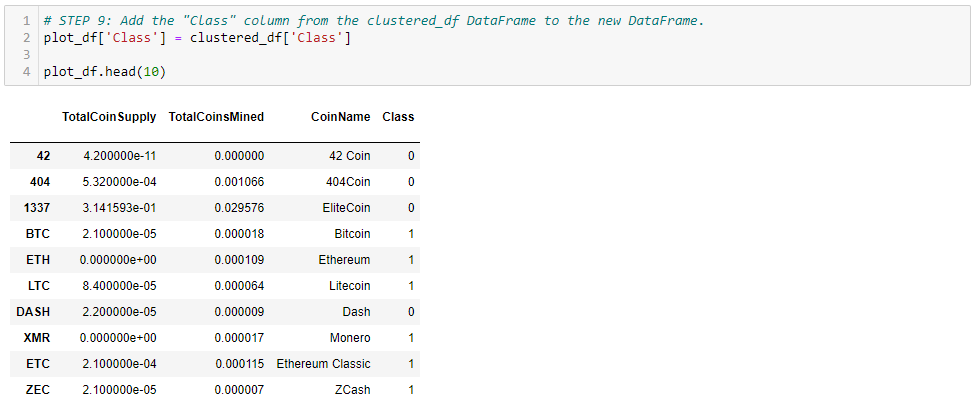 1 # STEP 9: Add the "Class" column from the clustered_df DataFrame to the new DataFrame.
2 plot_df['Class'] = clustered_df['Class']
3
4 plot_df.head(10)
TotalCoinSupply TotalCoinsMined CoinName Class
42 4.200000e-11 0.000000 42 Coin 0
404 5.320000e-04 0.001066 404Coin 0
1337 3.141593e-01 0.029576 EliteCoin 0
BTC 2.100000e-05 0.000018 Bitcoin 1
ETH 0.000000e+00 0.000109 Ethereum 1
LTC 8.400000e-05 0.000064 Litecoin 1
DASH 2.200000e-05 0.000009 Dash 0
XMR 0.000000e+00 0.000017 Monero 1
ETC 2.100000e-04 0.000115 Ethereum Classic 1
ZEC 2.100000e-05 0.000007 ZCash 1